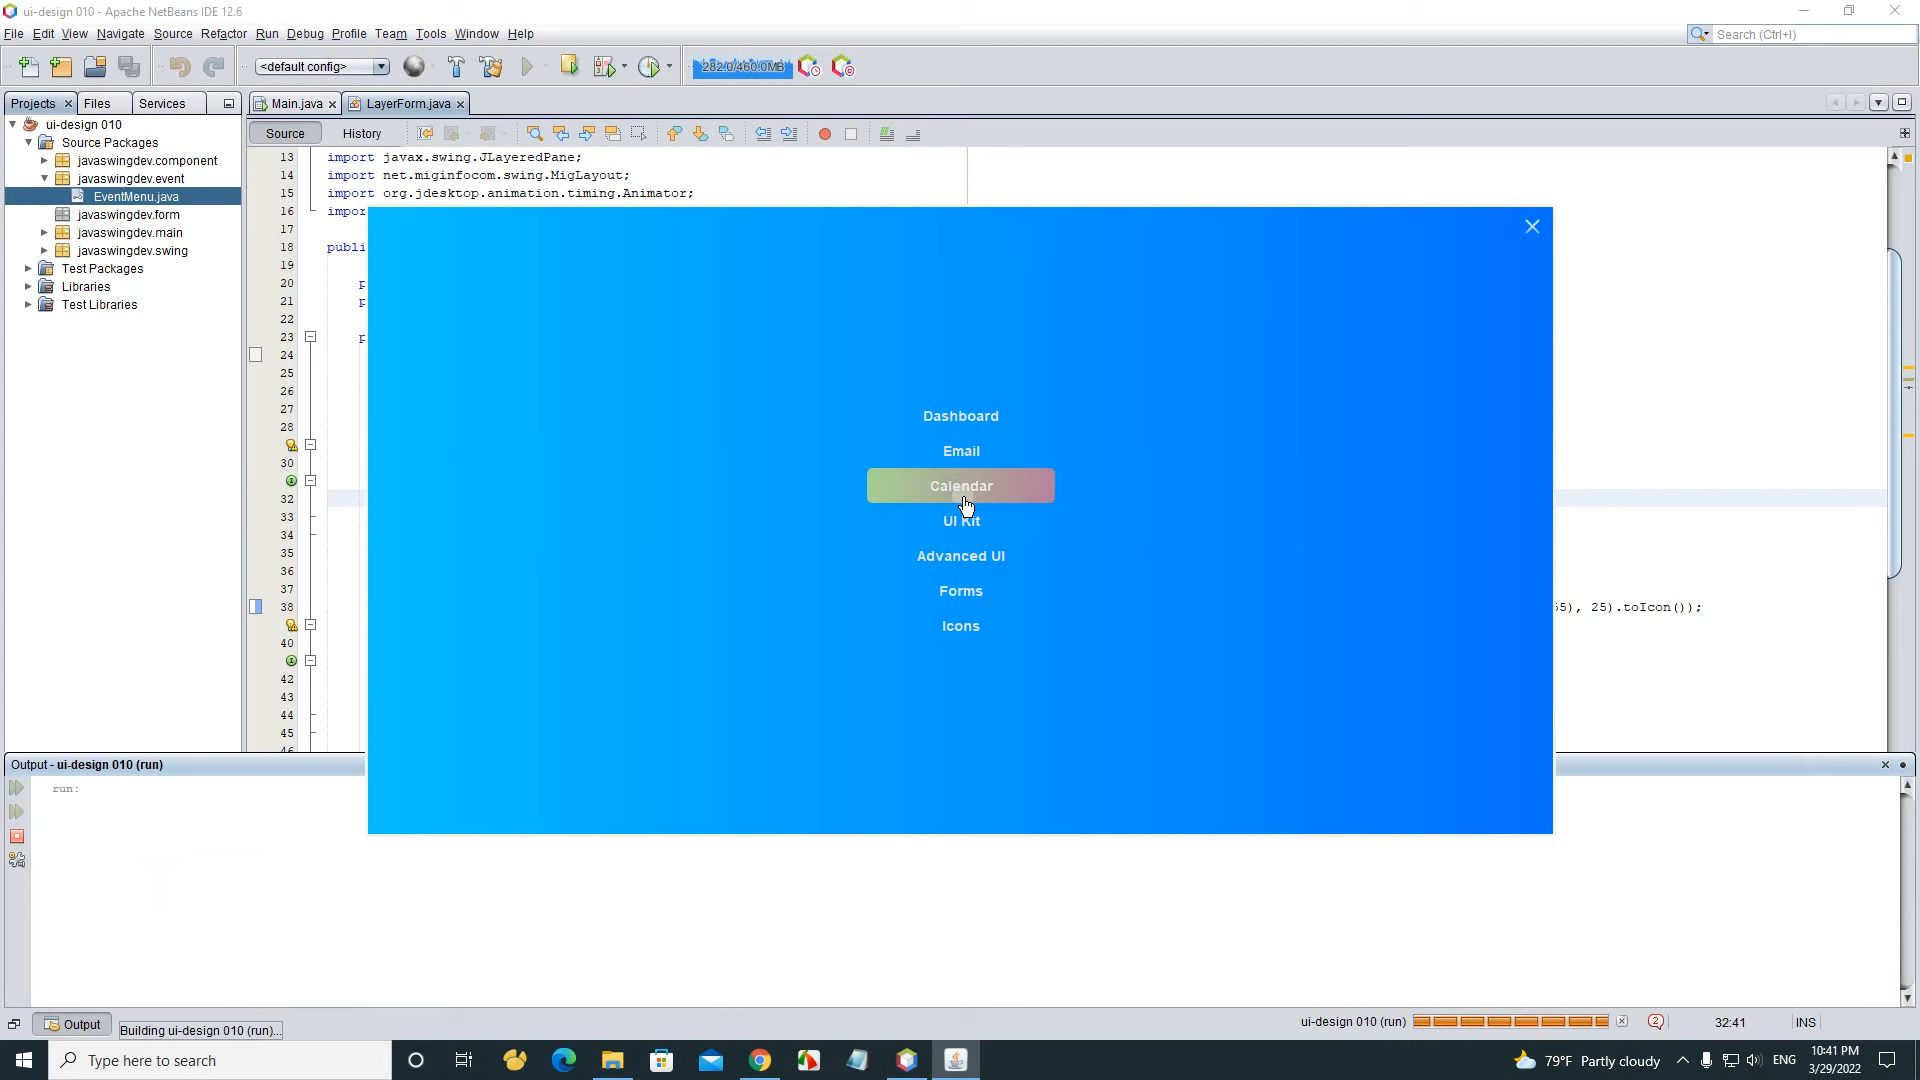 ui-design 010 - Apache NetBeans IDE 12.6
File Edit View Navigate Source Refactor Run Debug Profile Team Tools Window Help
Search (Ctrl+I)
<default config>
282.0/460.0MB
Projects
Files
Services
Main.java
LayerForm.java
Source
History
ui-design 010
Source Packages
javaswingdev.component
javaswingdev.event
EventMenu.java
javaswingdev.form
javaswingdev.main
javaswingdev.swing
Test Packages
Libraries
Test Libraries
13 import javax.swing.JLayeredPane;
14 import net.miginfocom.swing.MigLayout;
15 import org.jdesktop.animation.timing.Animator;
16 impor
17
18 publi
19
20 p
21 p
22
23 p
24
25
26
27
28
30
32
33
34
35
36
37
38 55), 25).toIcon());
40
42
43
44
45
46
Dashboard
Email
Calendar
UI Kit
Advanced UI
Forms
Icons
Output - ui-design 010 (run)
run:
Output
Building ui-design 010 (run)...
ui-design 010 (run)
2
32:41
INS
Type here to search
79°F Partly cloudy
ENG
10:41 PM
3/29/2022